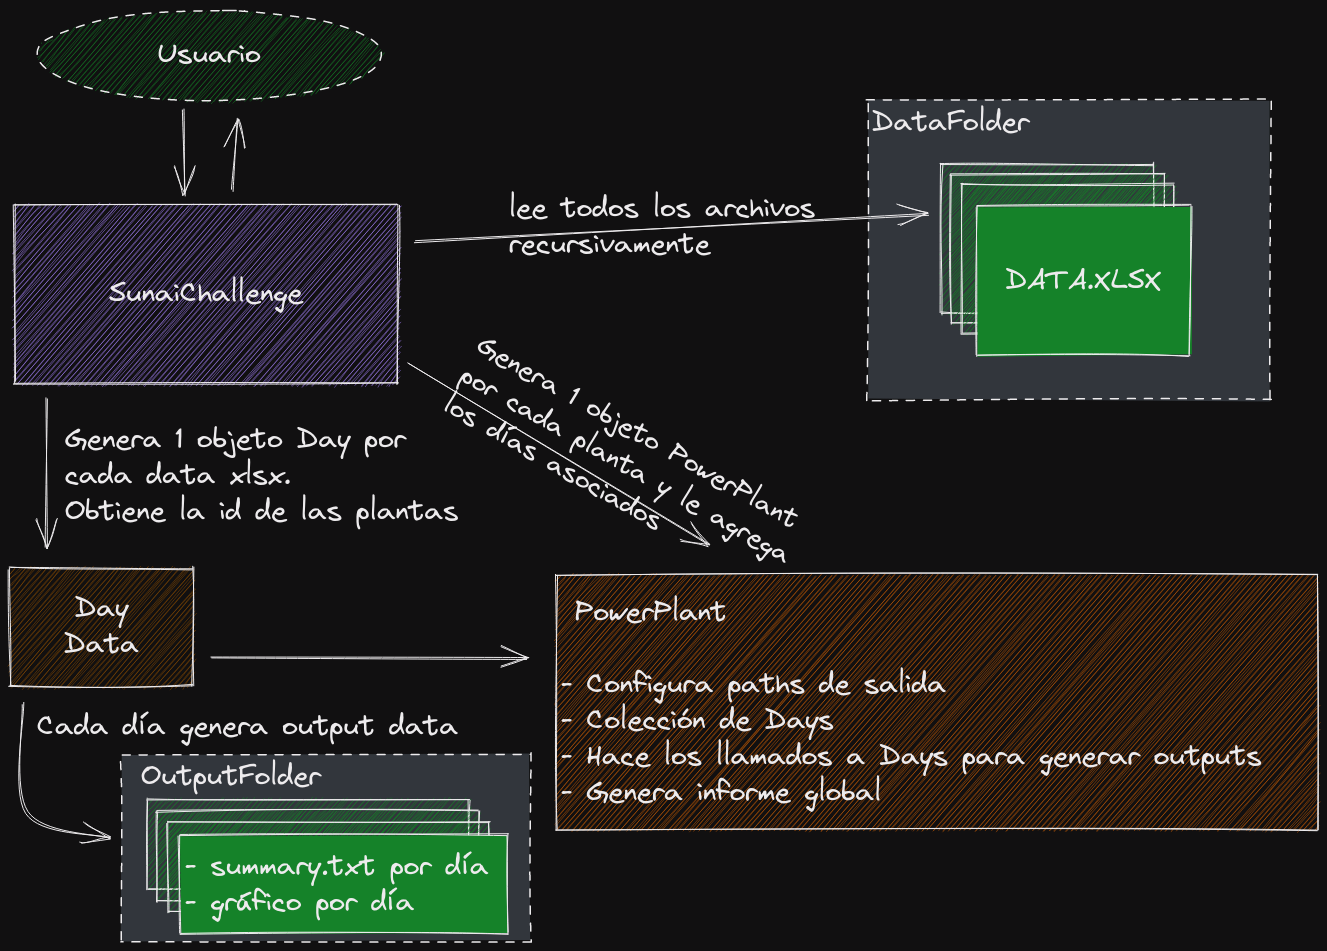 Usuario
DataFolder
lee todos los archivos
recursivamente
DATA.XLSX
SunaiChallenge
Genera 1 objeto PowerPlant
por cada planta y le agrega
los días asociados
Genera 1 objeto Day por
cada data xlsx.
Obtiene la id de las plantas
Day
Data
PowerPlant
- Configura paths de salida
- Colección de Days
- Hace los llamados a Days para generar outputs
- Genera informe global
Cada día genera output data
OutputFolder
- summary.txt por día
- gráfico por día